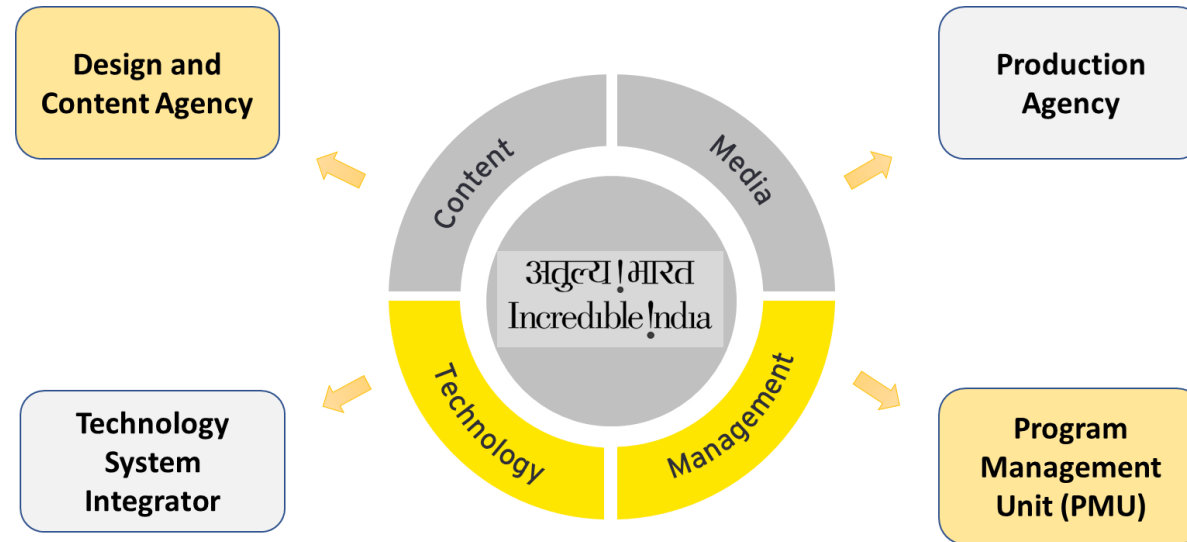 Design and
Content Agency
Production
Agency
Content
Media
अतुल्य!भारत
Incredible!ndia
Technology
Management
Technology
System
Integrator
Program
Management
Unit (PMU)